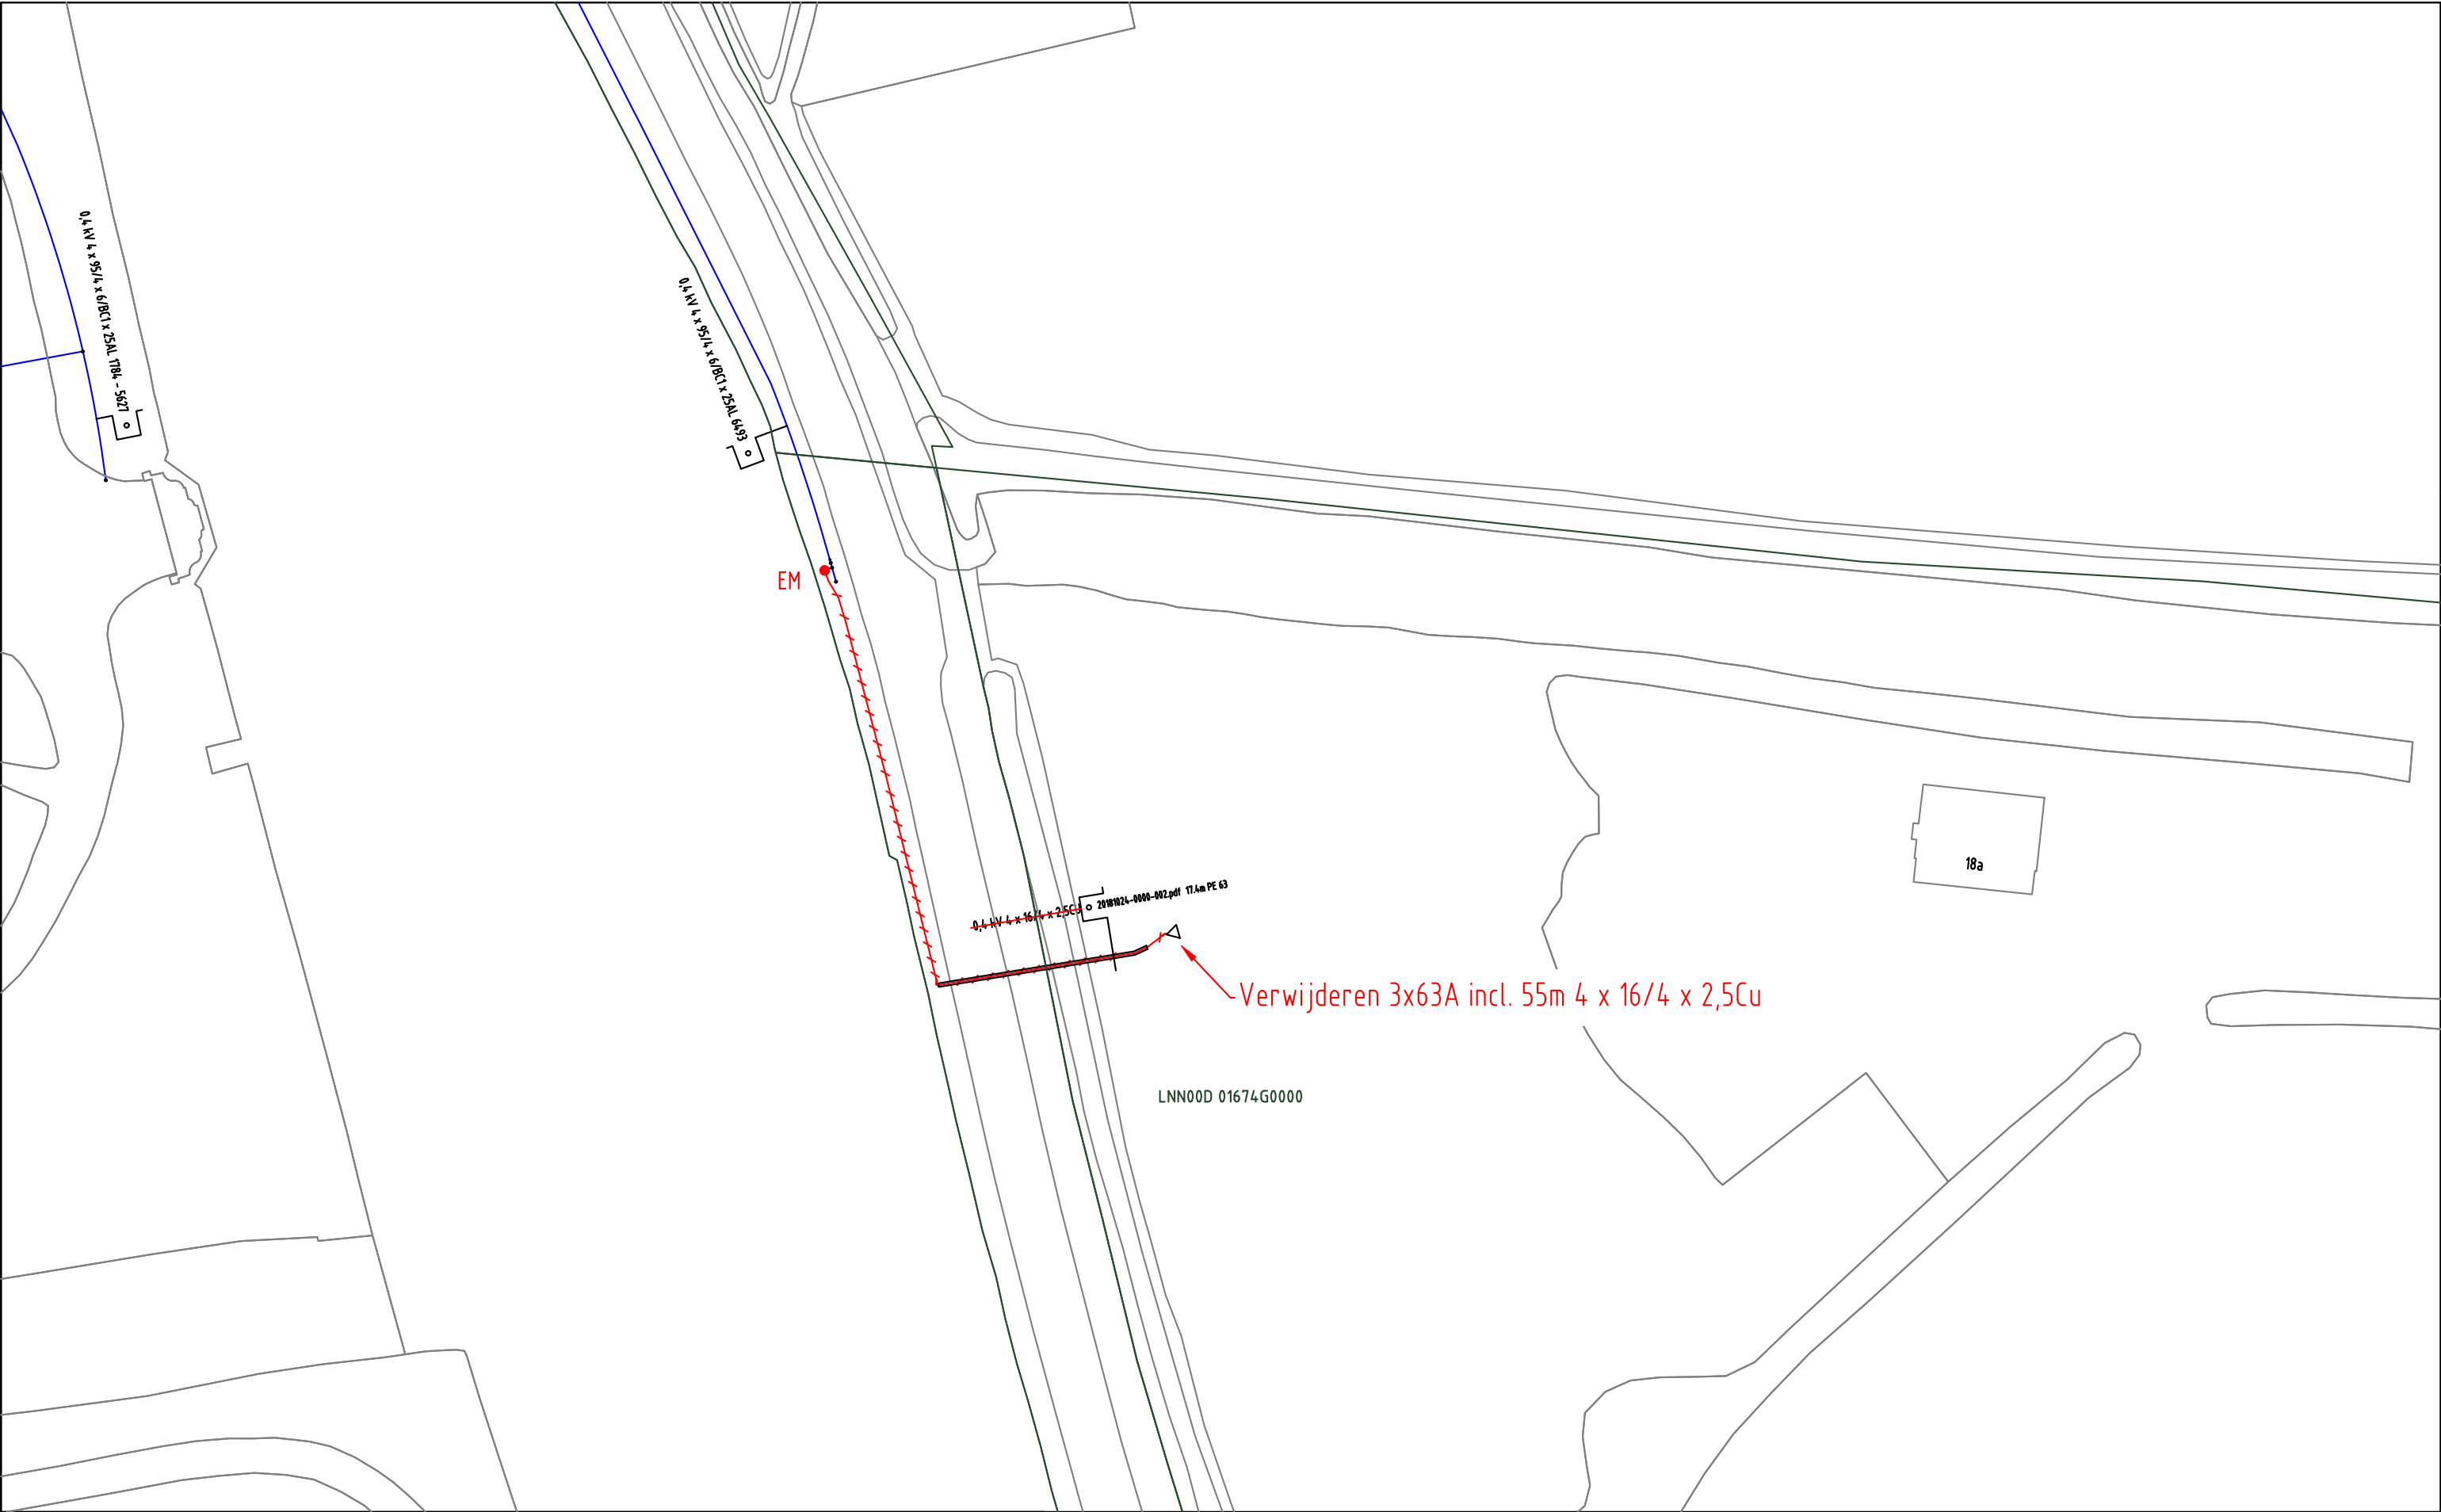 0,4 kV 4 x 95/4 x 6/BC1 x 25AL 1784 - 5627
0,4 kV 4 x 95/4 x 6/BC1 x 25AL 6493
EM
18a
20181024-0000-002.pdf 17.4m PE 63
0,4 kV 4 x 16/4 x 2,5CU
Verwijderen 3x63A incl. 55m 4 x 16/4 x 2,5Cu
LNN00D 01674G0000